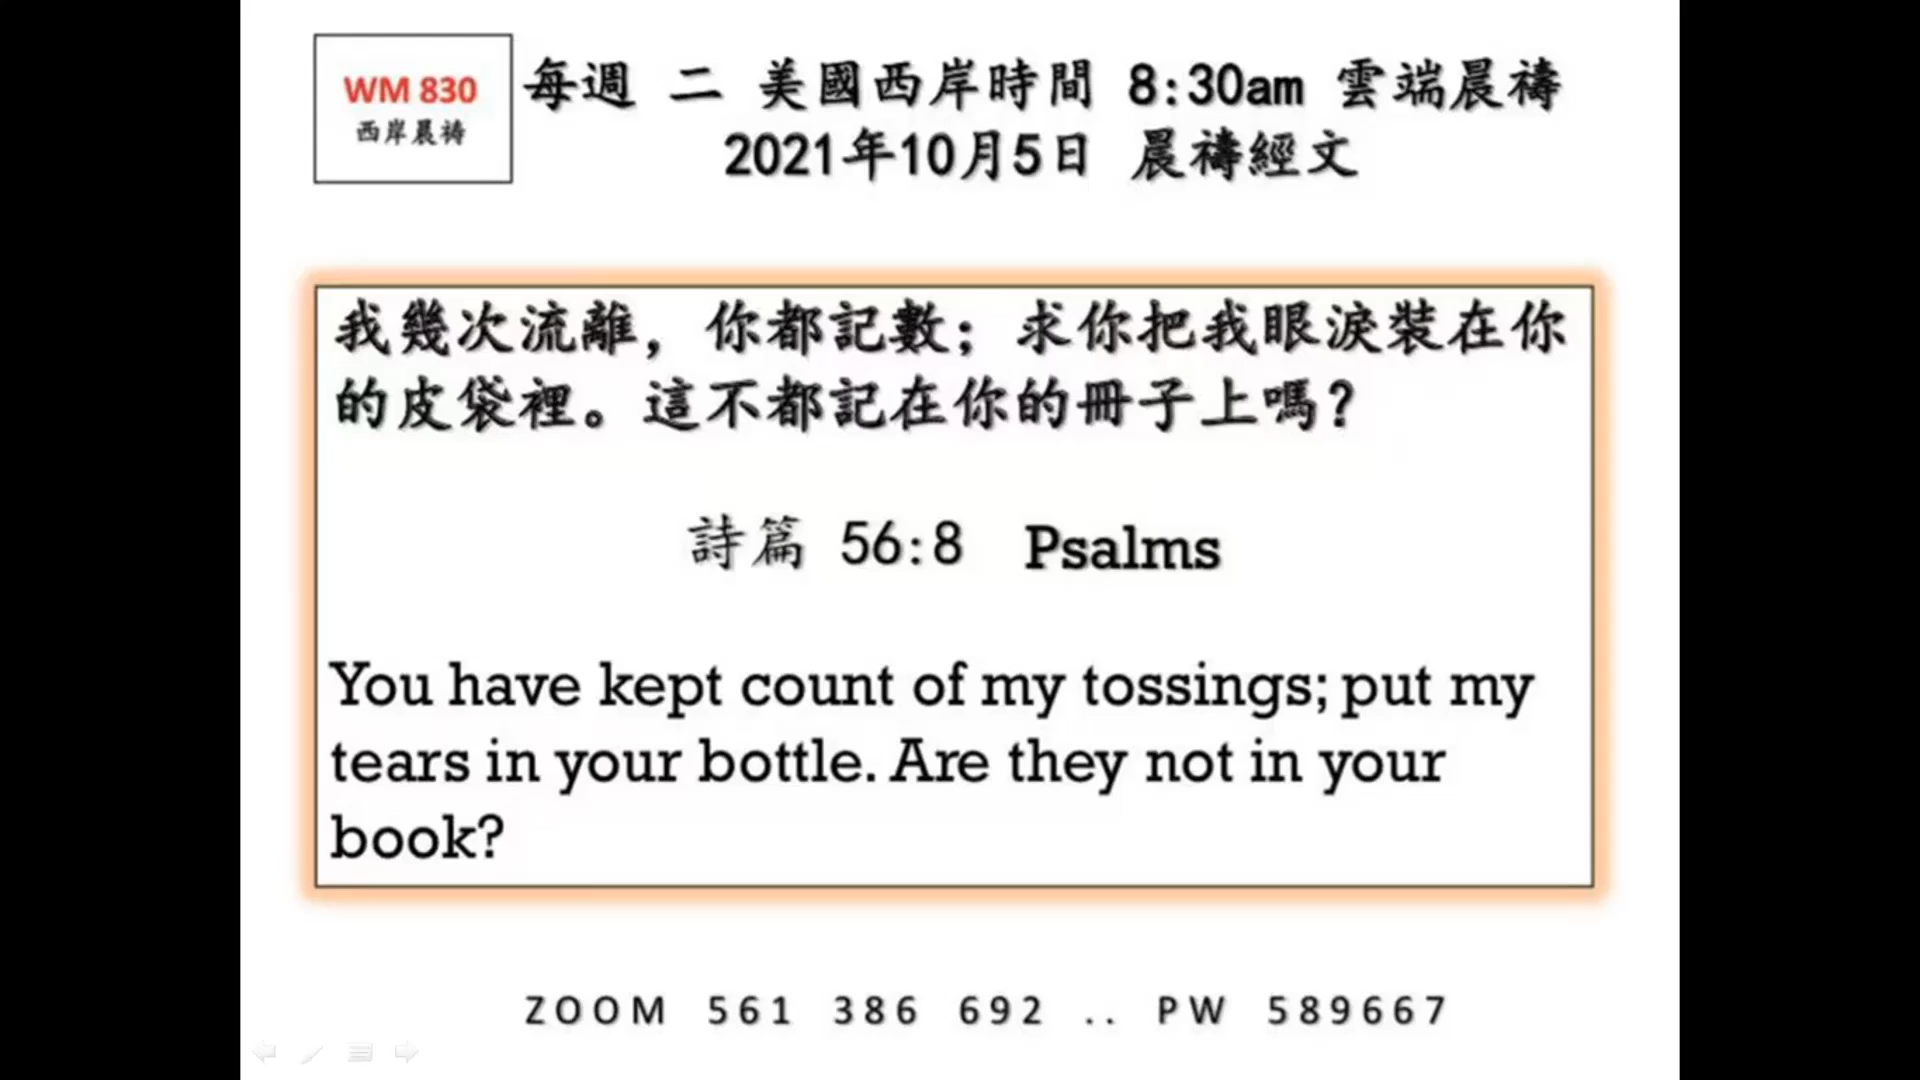 WM 830
西岸晨祷
每週 二 美國西岸時間 8:30am 雲端晨禱
2021年10月5日 晨禱經文
我幾次流離，你都記數；求你把我眼淚裝在你
的皮袋裡。這不都記在你的冊子上嗎？
詩篇 56:8 Psalms
You have kept count of my tossings; put my
tears in your bottle. Are they not in your
book?
ZOOM 561 386 692 .. PW 589667